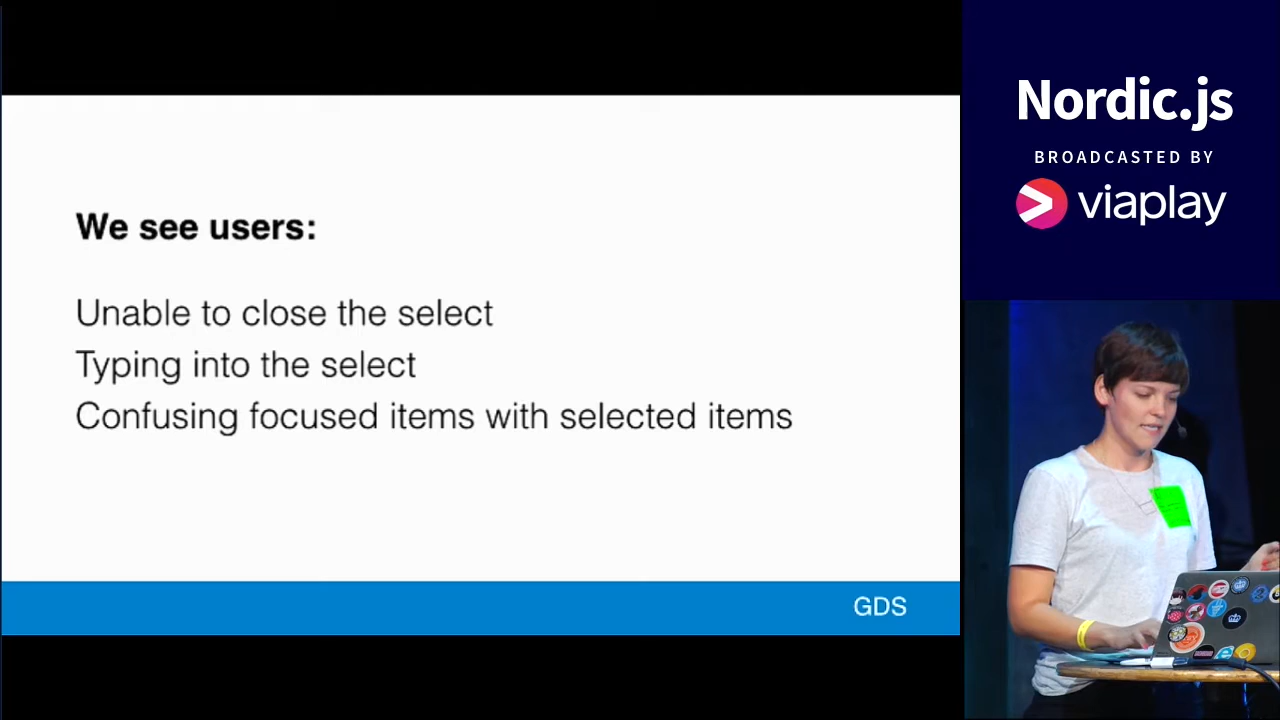 We see users:
Unable to close the select
Typing into the select
Confusing focused items with selected items
GDS
Nordic.js
BROADCASTED BY
viaplay